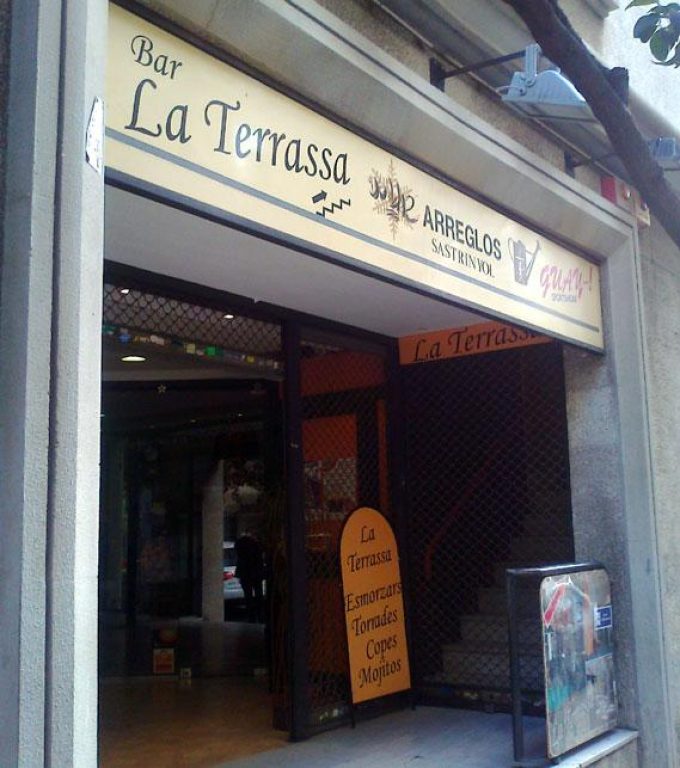 Bar
La Terrassa
ARREGLOS
SASTRINYOL
GUAY-!
La Terrassa
La
Terrassa
Esmorzars
Torrades
Copes
Mojitos